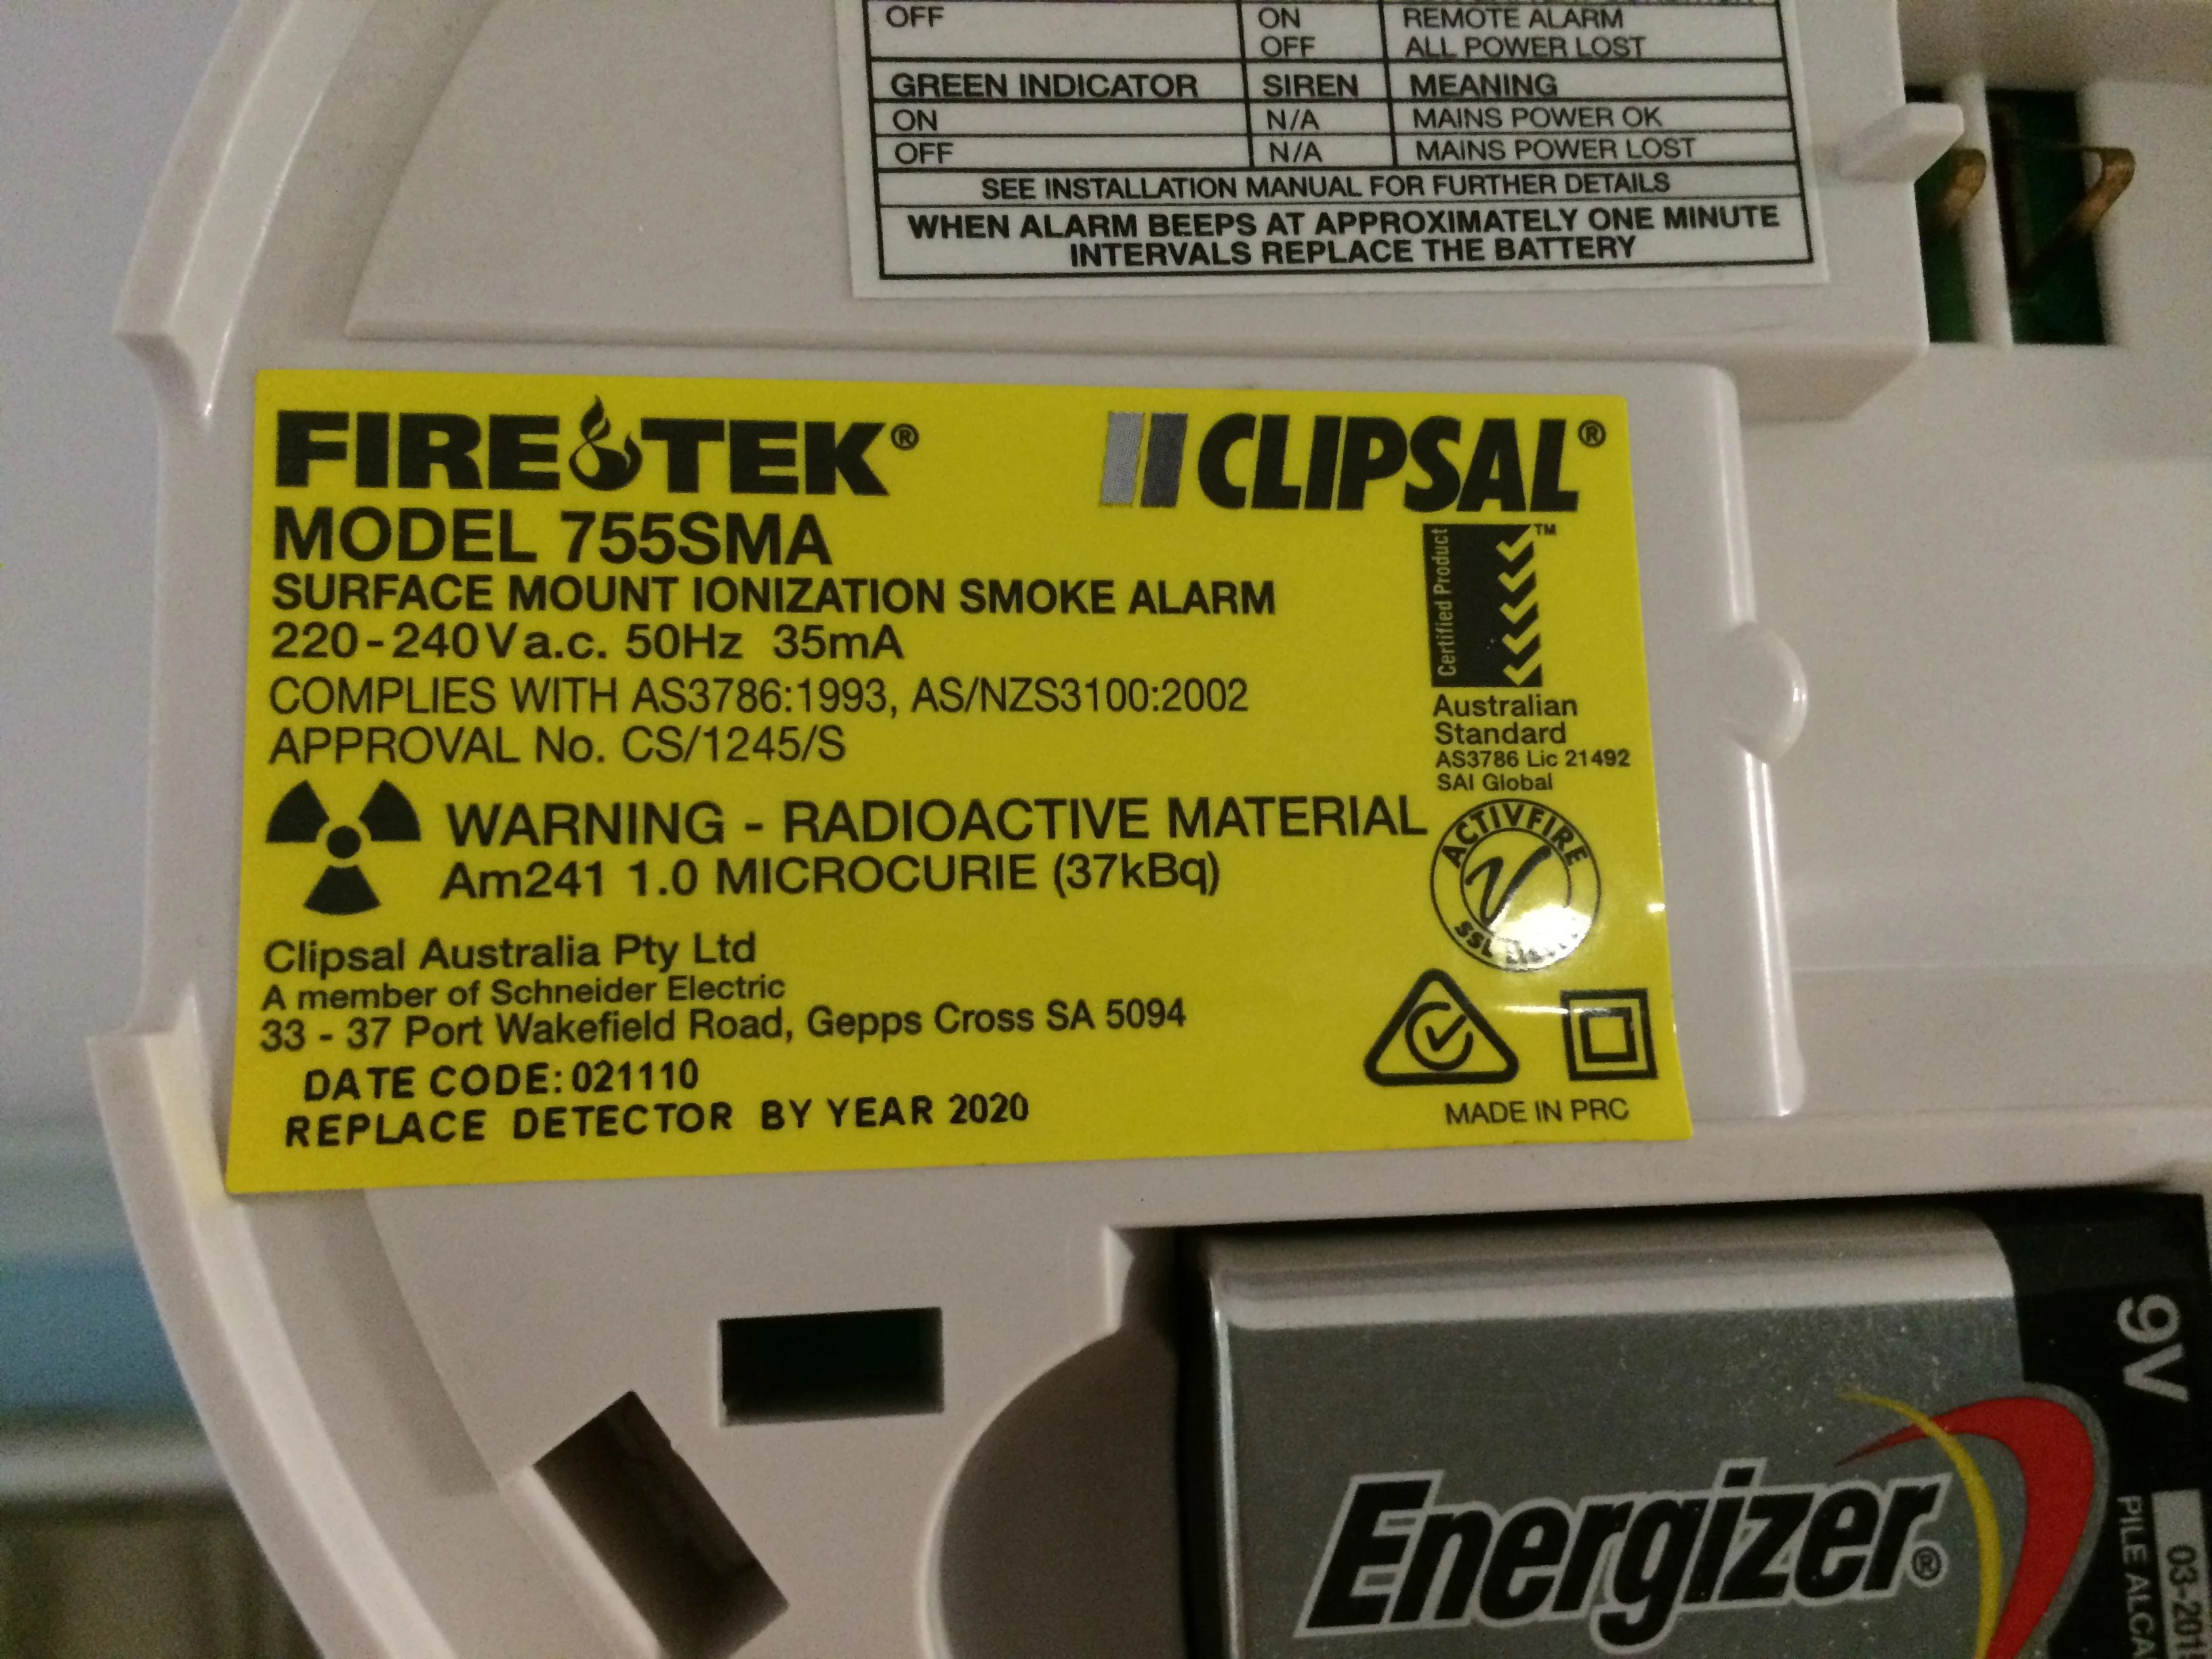 OFF ON REMOTE ALARM
OFF ALL POWER LOST
GREEN INDICATOR SIREN MEANING
ON N/A MAINS POWER OK
OFF N/A MAINS POWER LOST
SEE INSTALLATION MANUAL FOR FURTHER DETAILS
WHEN ALARM BEEPS AT APPROXIMATELY ONE MINUTE
INTERVALS REPLACE THE BATTERY
FIRE TEK® CLIPSAL®
MODEL 755SMA
SURFACE MOUNT IONIZATION SMOKE ALARM
220-240Va.c. 50Hz 35mA
COMPLIES WITH AS3786:1993, AS/NZS3100:2002
APPROVAL No. CS/1245/S
Certified Product
TM
Australian
Standard
AS3786 Lic 21492
SAI Global
WARNING - RADIOACTIVE MATERIAL
Am241 1.0 MICROCURIE (37kBq)
ACTIVFIRE
SSL
Clipsal Australia Pty Ltd
A member of Schneider Electric
33 - 37 Port Wakefield Road, Gepps Cross SA 5094
DATE CODE: 021110
REPLACE DETECTOR BY YEAR 2020
MADE IN PRC
9V
Energizer®
PILE